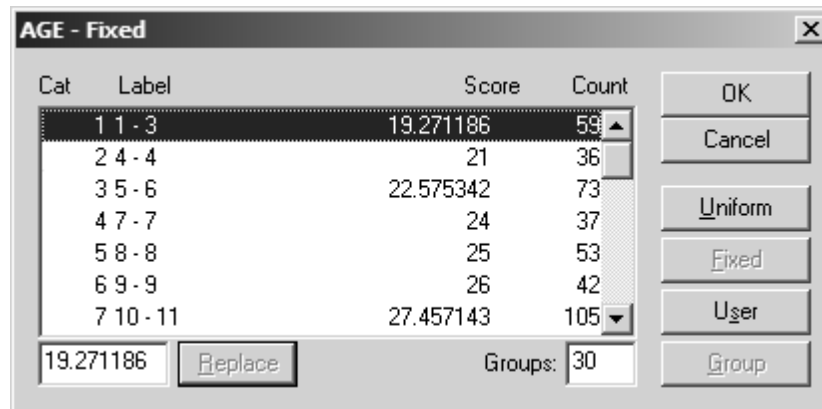 AGE - Fixed
Cat Label Score Count
1 1 - 3 19.271186 59
2 4 - 4 21 36
3 5 - 6 22.575342 73
4 7 - 7 24 37
5 8 - 8 25 53
6 9 - 9 26 42
7 10 - 11 27.457143 105
19.271186 Replace Groups: 30
OK
Cancel
Uniform
Fixed
User
Group